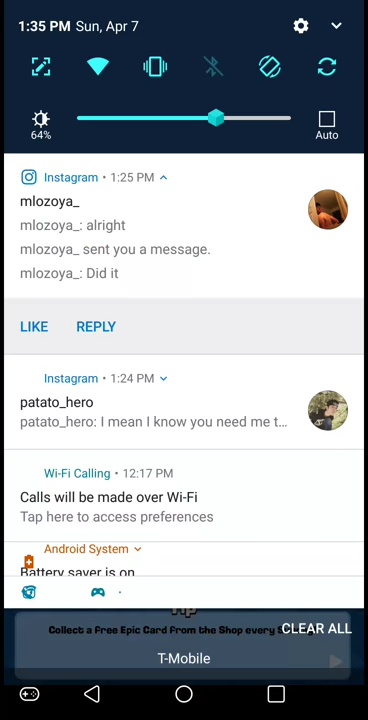 1:35 PM Sun, Apr 7
64%
Auto
Instagram • 1:25 PM
mlozoya_
mlozoya_: alright
mlozoya_ sent you a message.
mlozoya_: Did it
LIKE REPLY
Instagram • 1:24 PM
patato_hero
patato_hero: I mean I know you need me t...
Wi-Fi Calling • 12:17 PM
Calls will be made over Wi-Fi
Tap here to access preferences
Android System
Battery saver is on
Collect a Free Epic Card from the Shop every
CLEAR ALL
T-Mobile